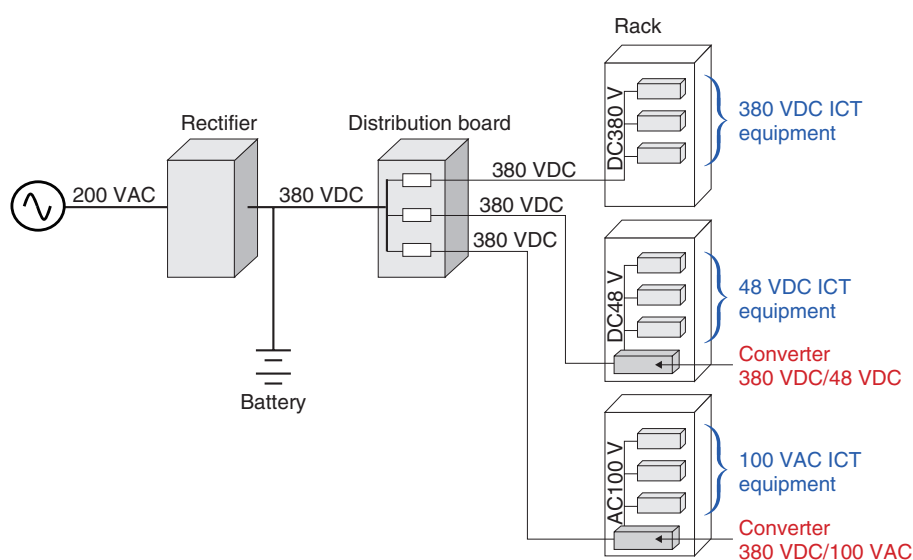 Rack
Rectifier
Distribution board
200 VAC
380 VDC
380 VDC
380 VDC
380 VDC
Battery
DC380 V
380 VDC ICT
equipment
DC48 V
48 VDC ICT
equipment
Converter
380 VDC/48 VDC
AC100 V
100 VAC ICT
equipment
Converter
380 VDC/100 VAC